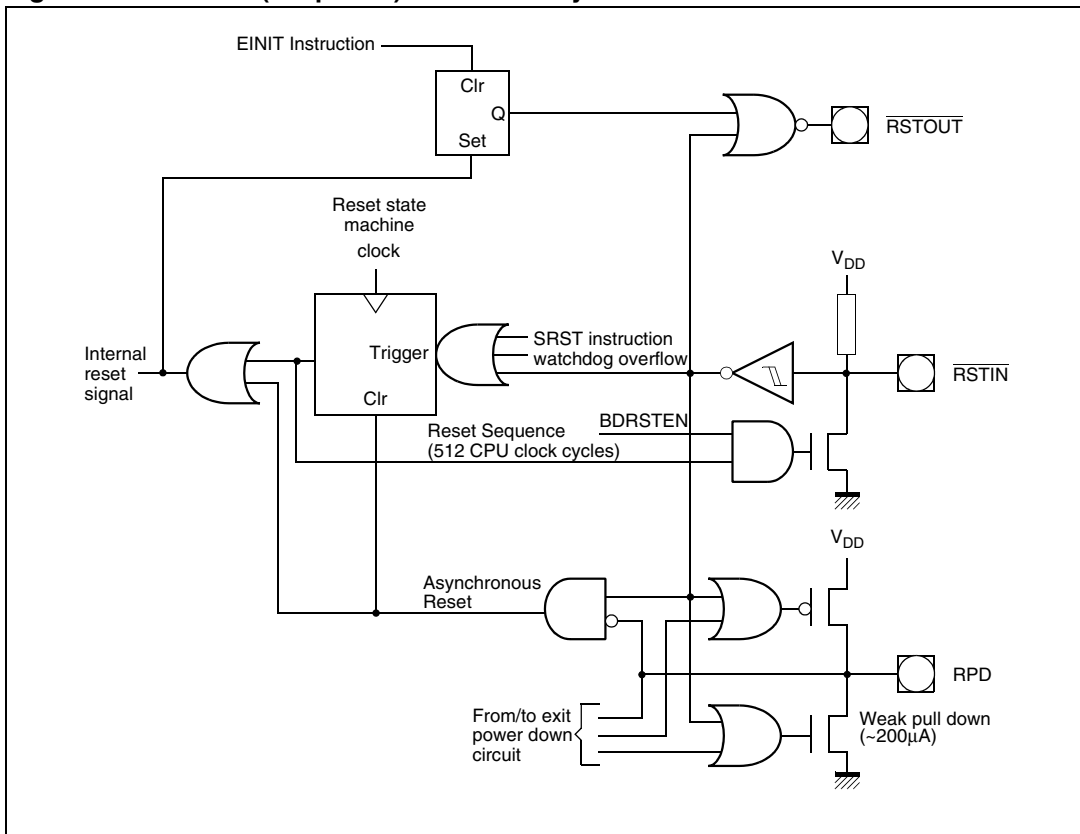 EINIT Instruction
Clr
Q
Set
RSTOUT
Reset state
machine
clock
VDD
Internal
reset
signal
Trigger
Clr
SRST instruction
watchdog overflow
RSTIN
BDRSTEN
Reset Sequence
(512 CPU clock cycles)
VDD
Asynchronous
Reset
RPD
From/to exit
power down
circuit
Weak pull down
(~200µA)